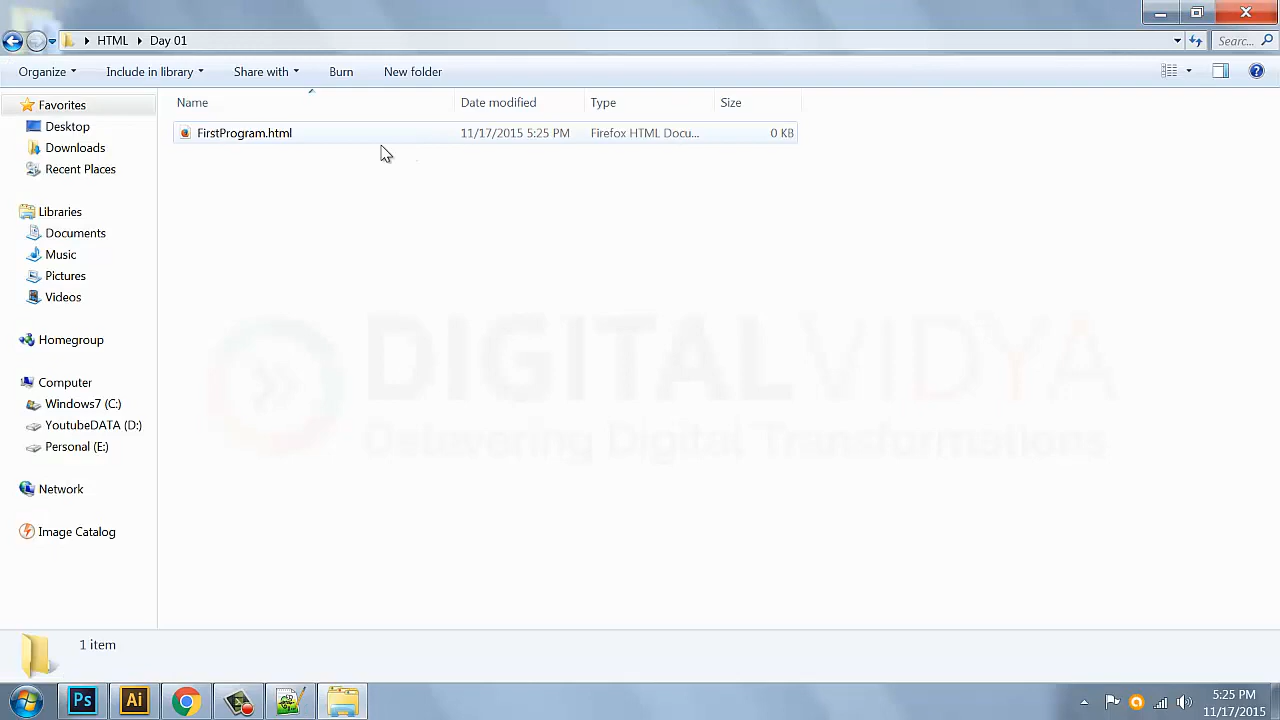 HTML Day 01
Searc...
Organize Include in library Share with Burn New folder
Name Date modified Type Size
FirstProgram.html 11/17/2015 5:25 PM Firefox HTML Docu... 0 KB
Favorites
Desktop
Downloads
Recent Places
Libraries
Documents
Music
Pictures
Videos
Homegroup
Computer
Windows7 (C:)
YoutubeDATA (D:)
Personal (E:)
Network
Image Catalog
DIGITAL VIDYA
Digital Transformations
1 item
Ps Ai
5:25 PM
11/17/2015